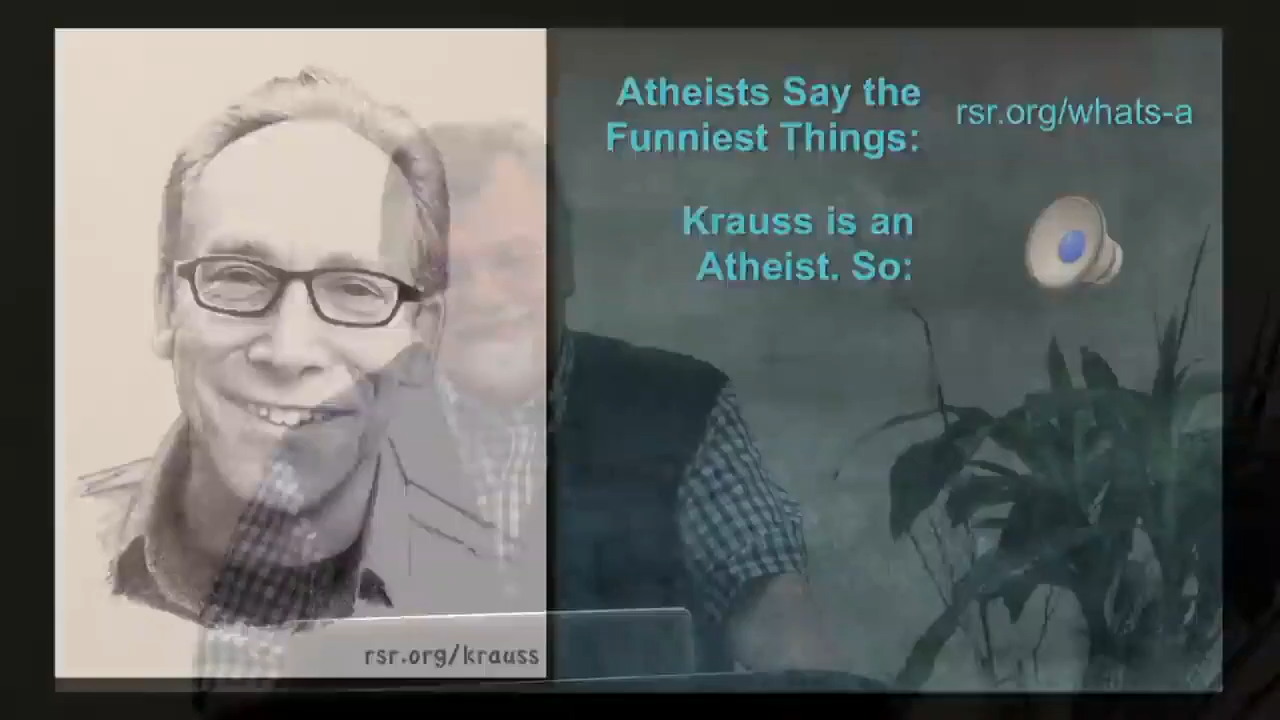 Atheists Say the
Funniest Things:
rsr.org/whats-a
Krauss is an
Atheist. So:
rsr.org/krauss